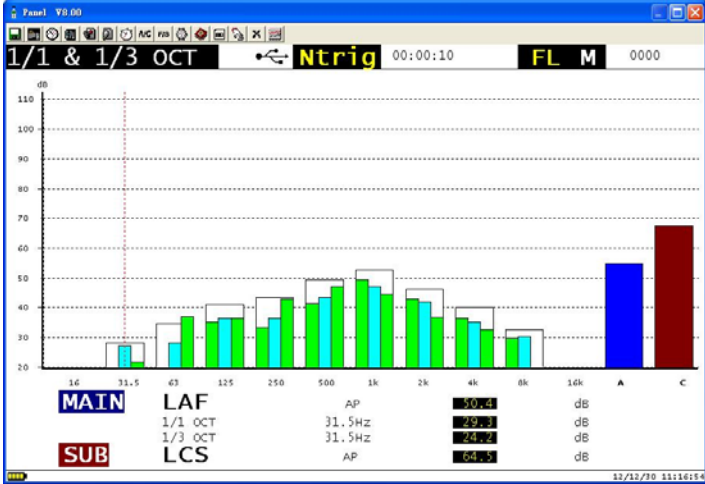 Panel V8.00
A/C F/S
1/1 & 1/3 OCT Ntrig 00:00:10 FL M 0000
dB
110
100
90
80
70
60
50
40
30
20
16 31.5 63 125 250 500 1k 2k 4k 8k 16k A C
MAIN LAF AP 50.4 dB
1/1 OCT 31.5Hz 29.3 dB
1/3 OCT 31.5Hz 24.2 dB
SUB LCS AP 64.5 dB
12/12/30 11:16:54